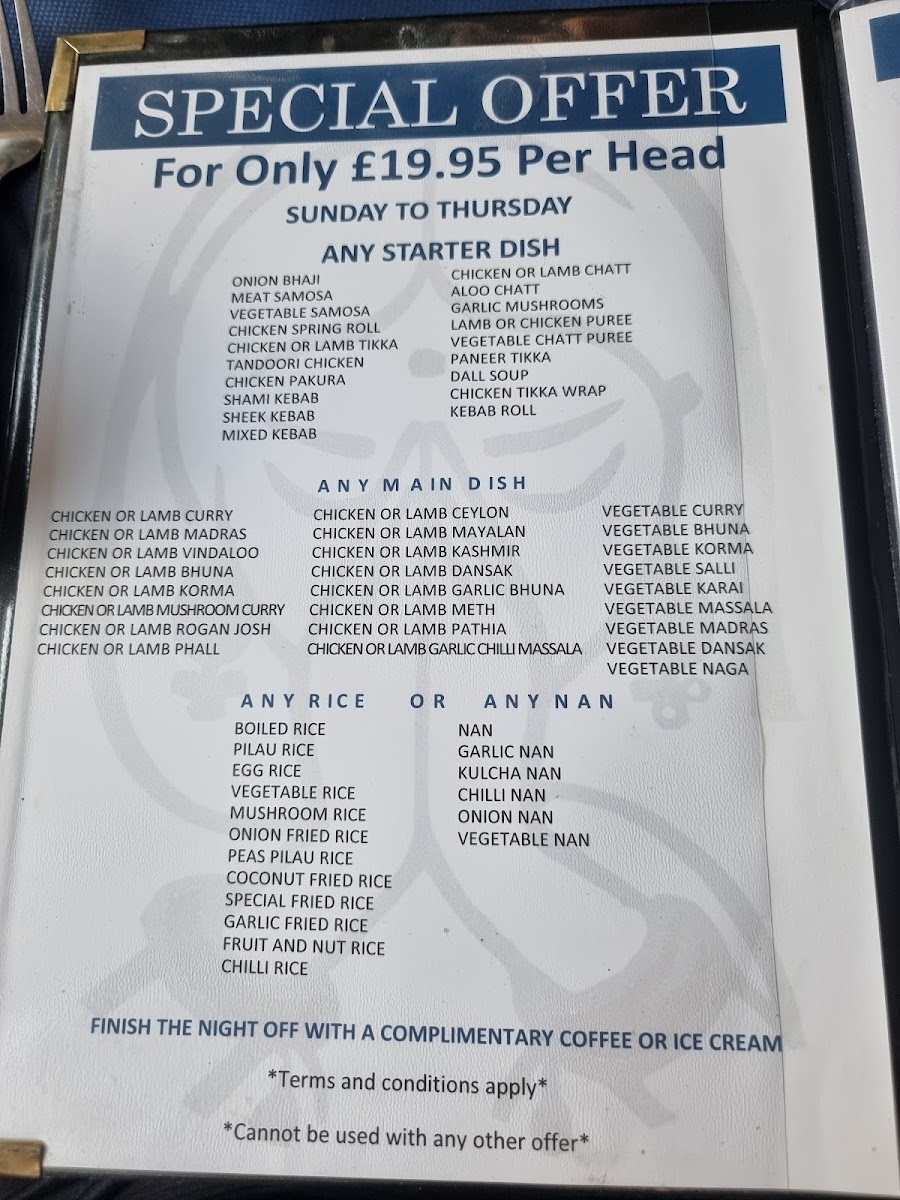 SPECIAL OFFER
For Only £19.95 Per Head
SUNDAY TO THURSDAY
ANY STARTER DISH
ONION BHAJI
MEAT SAMOSA
VEGETABLE SAMOSA
CHICKEN SPRING ROLL
CHICKEN OR LAMB TIKKA
TANDOORI CHICKEN
CHICKEN PAKURA
SHAMI KEBAB
SHEEK KEBAB
MIXED KEBAB
CHICKEN OR LAMB CHATT
ALOO CHATT
GARLIC MUSHROOMS
LAMB OR CHICKEN PUREE
VEGETABLE CHATT PUREE
PANEER TIKKA
DALL SOUP
CHICKEN TIKKA WRAP
KEBAB ROLL
ANY MAIN DISH
CHICKEN OR LAMB CURRY
CHICKEN OR LAMB MADRAS
CHICKEN OR LAMB VINDALOO
CHICKEN OR LAMB BHUNA
CHICKEN OR LAMB KORMA
CHICKEN OR LAMB MUSHROOM CURRY
CHICKEN OR LAMB ROGAN JOSH
CHICKEN OR LAMB PHALL
CHICKEN OR LAMB CEYLON
CHICKEN OR LAMB MAYALAN
CHICKEN OR LAMB KASHMIR
CHICKEN OR LAMB DANSAK
CHICKEN OR LAMB GARLIC BHUNA
CHICKEN OR LAMB METH
CHICKEN OR LAMB PATHIA
CHICKEN OR LAMB GARLIC CHILLI MASSALA
VEGETABLE CURRY
VEGETABLE BHUNA
VEGETABLE KORMA
VEGETABLE SALLI
VEGETABLE KARAI
VEGETABLE MASSALA
VEGETABLE MADRAS
VEGETABLE DANSAK
VEGETABLE NAGA
ANY RICE OR ANY NAN
BOILED RICE
PILAU RICE
EGG RICE
VEGETABLE RICE
MUSHROOM RICE
ONION FRIED RICE
PEAS PILAU RICE
COCONUT FRIED RICE
SPECIAL FRIED RICE
GARLIC FRIED RICE
FRUIT AND NUT RICE
CHILLI RICE
NAN
GARLIC NAN
KULCHA NAN
CHILLI NAN
ONION NAN
VEGETABLE NAN
FINISH THE NIGHT OFF WITH A COMPLIMENTARY COFFEE OR ICE CREAM
*Terms and conditions apply*
*Cannot be used with any other offer*